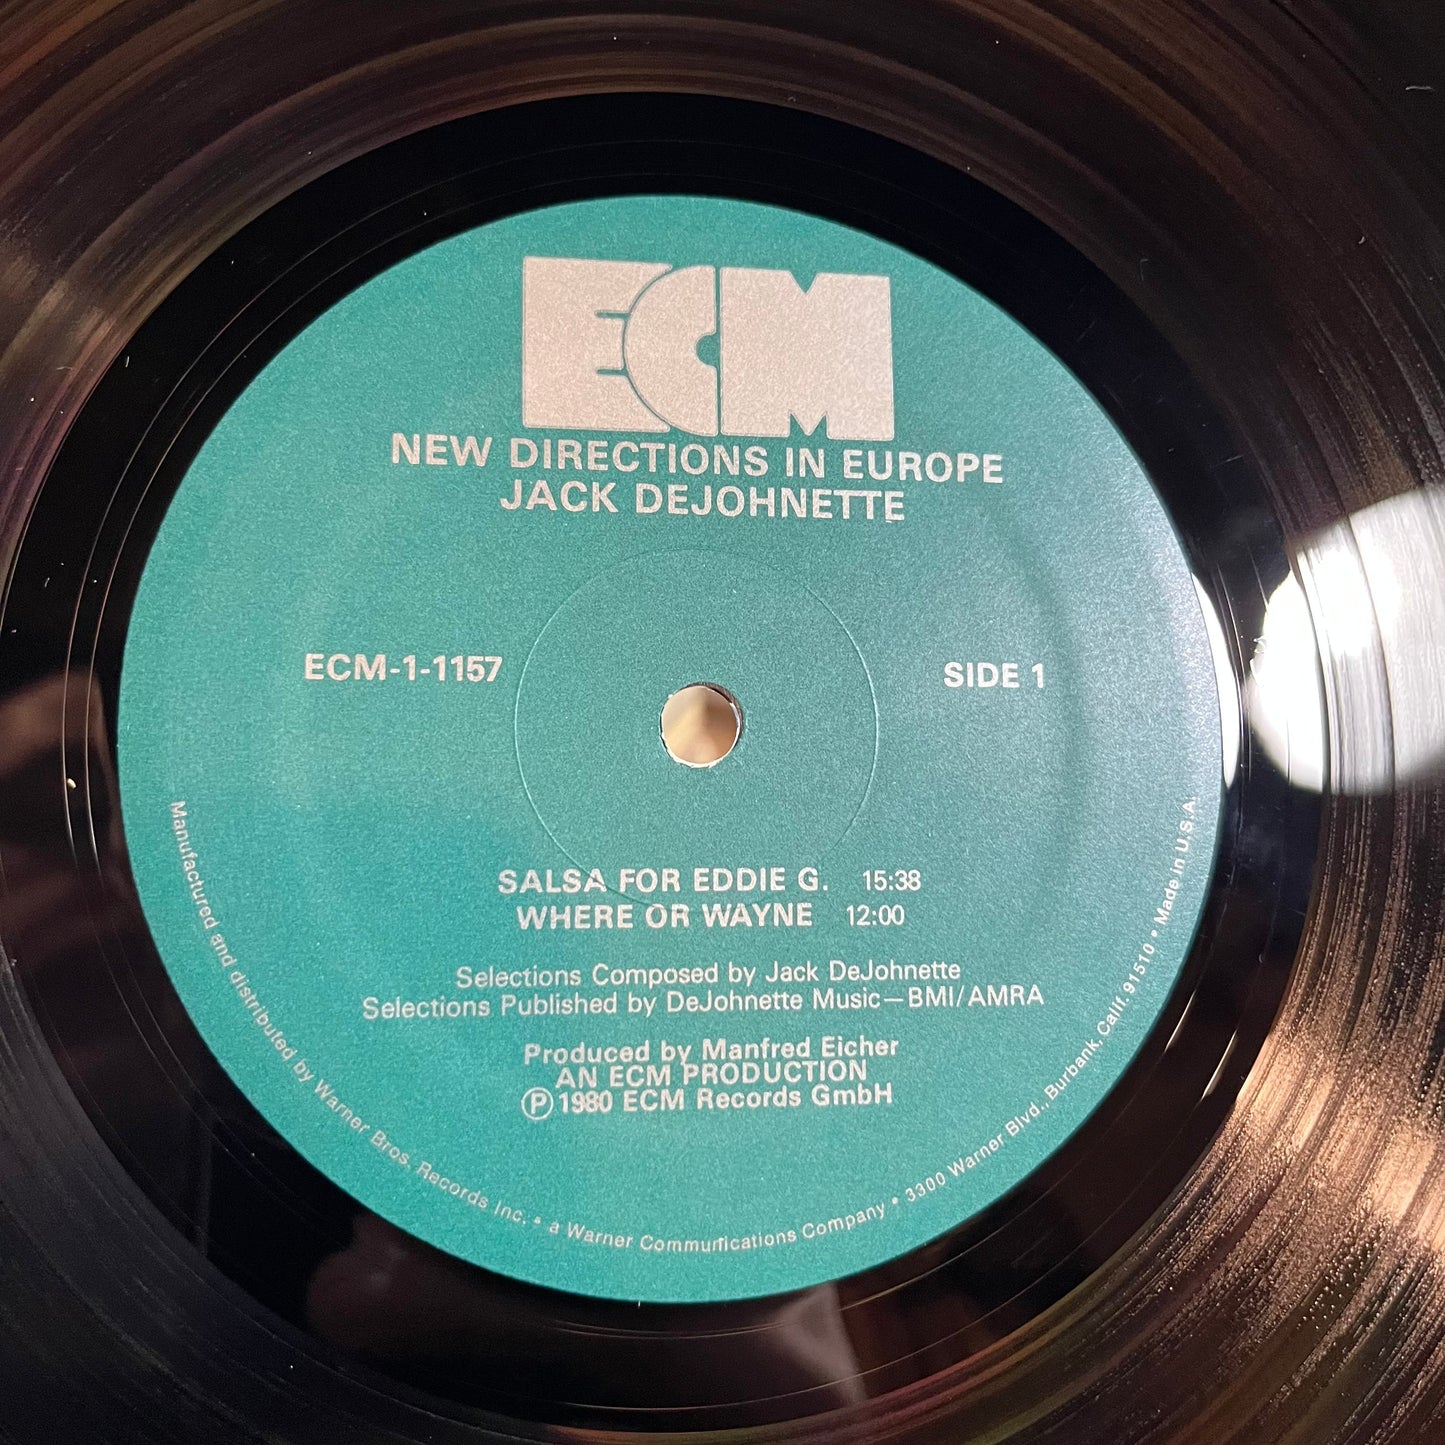 ECM
NEW DIRECTIONS IN EUROPE
JACK DEJOHNETTE
ECM-1-1157
SIDE 1
SALSA FOR EDDIE G. 15:38
WHERE OR WAYNE 12:00
Selections Composed by Jack DeJohnette
Selections Published by DeJohnette Music—BMI/AMRA
Produced by Manfred Eicher
AN ECM PRODUCTION
Ⓟ 1980 ECM Records GmbH
Manufactured and distributed by Warner Bros. Records Inc. • a Warner Communications Company • 3300 Warner Blvd., Burbank, Calif. 91510 • Made in U.S.A.